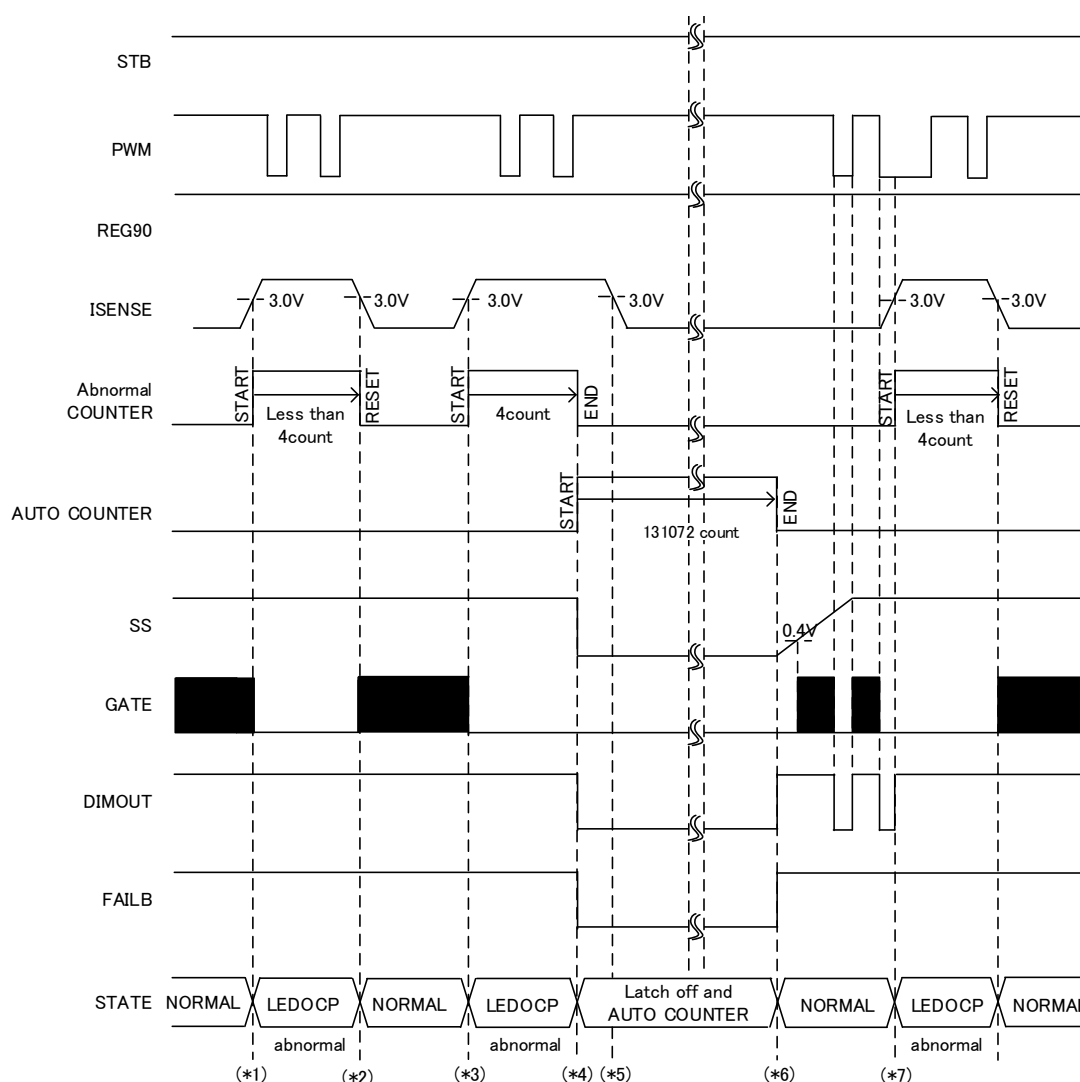 STB
PWM
REG90
ISENSE
3.0V
3.0V
3.0V
3.0V
3.0V
3.0V
Abnormal
COUNTER
START
Less than
4count
RESET
START
4count
END
START
Less than
4count
RESET
AUTO COUNTER
START
131072 count
END
SS
0.4V
GATE
DIMOUT
FAILB
STATE
NORMAL
LEDOCP
NORMAL
LEDOCP
Latch off and
AUTO COUNTER
NORMAL
LEDOCP
NORMAL
abnormal
abnormal
abnormal
(*1)
(*2)
(*3)
(*4)
(*5)
(*6)
(*7)